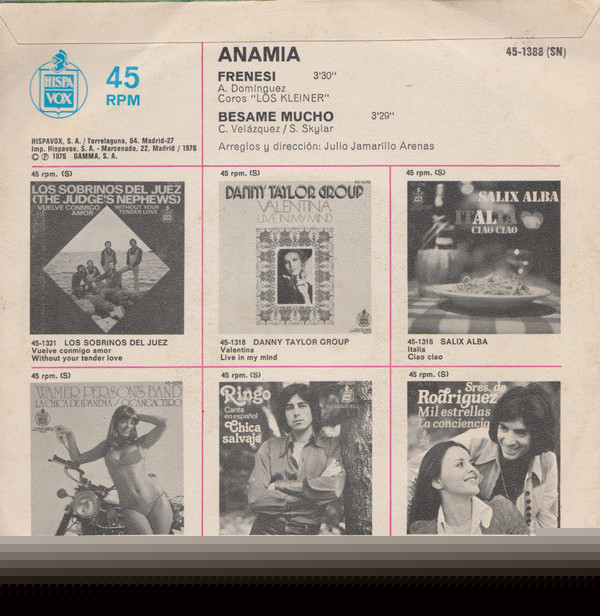 ANAMIA
45-1388 (SN)
HISPA
VOX
45
RPM
FRENESI 3'30''
A. Domínguez
Coros "LOS KLEINER"
BESAME MUCHO 3'29''
C. Velázquez / S. Skylar
Arreglos y dirección: Julio Jamarillo Arenas
HISPAVOX, S. A. / Torrelaguna, 64. Madrid-27
Imp. Hispavox, S. A. - Marcenado, 22. Madrid / 1976
© Ⓟ 1976 GAMMA, S. A.
45 rpm. (S)
LOS SOBRINOS DEL JUEZ
(THE JUDGE'S NEPHEWS)
VUELVE CONMIGO
AMOR
WITHOUT YOUR
TENDER LOVE
45-1321 LOS SOBRINOS DEL JUEZ
Vuelve conmigo amor
Without your tender love
45 rpm. (S)
DANNY TAYLOR GROUP
VALENTINA
LIVE IN MY MIND
45-1318 DANNY TAYLOR GROUP
Valentina
Live in my mind
45 rpm. (S)
SALIX ALBA
ITALIA
CIAO CIAO
45-1316 SALIX ALBA
Italia
Ciao ciao
45 rpm. (S)
WAMER PERSONS BAND
LA CHICA DE IPANEMA / O CANGACEIRO
45 rpm. (S)
Ringo
Canta
en español
Chica
salvaje
45 rpm. (S)
Sres. de
Rodriguez
Mil estrellas
La conciencia